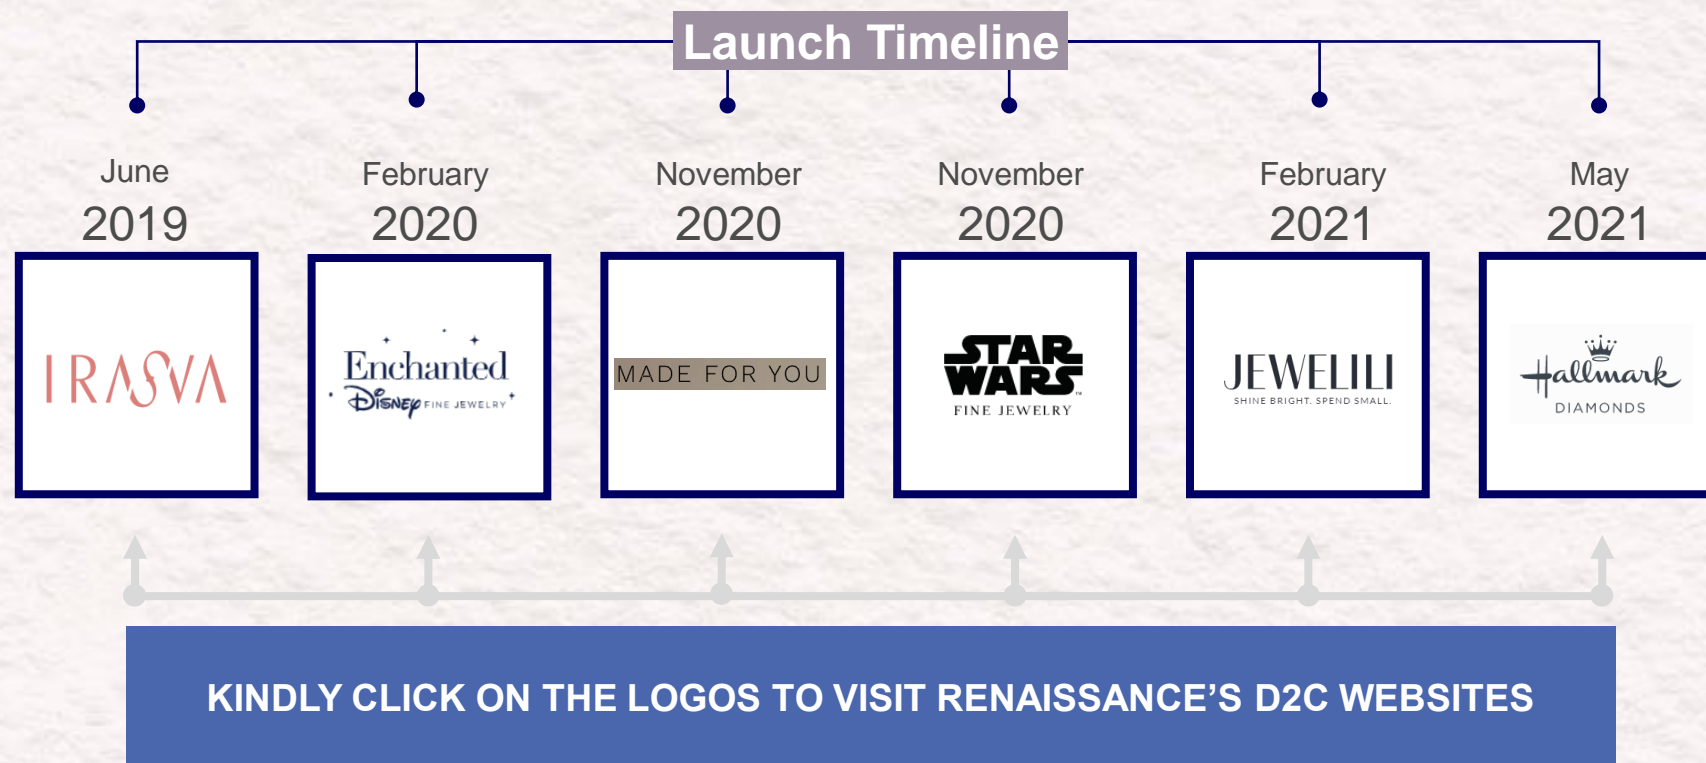 Launch Timeline
June
2019
February
2020
November
2020
November
2020
February
2021
May
2021
IRASVA
Enchanted
Disney FINE JEWELRY
MADE FOR YOU
STAR
WARS™
FINE JEWELRY
JEWELILI
SHINE BRIGHT. SPEND SMALL.
Hallmark
DIAMONDS
KINDLY CLICK ON THE LOGOS TO VISIT RENAISSANCE’S D2C WEBSITES